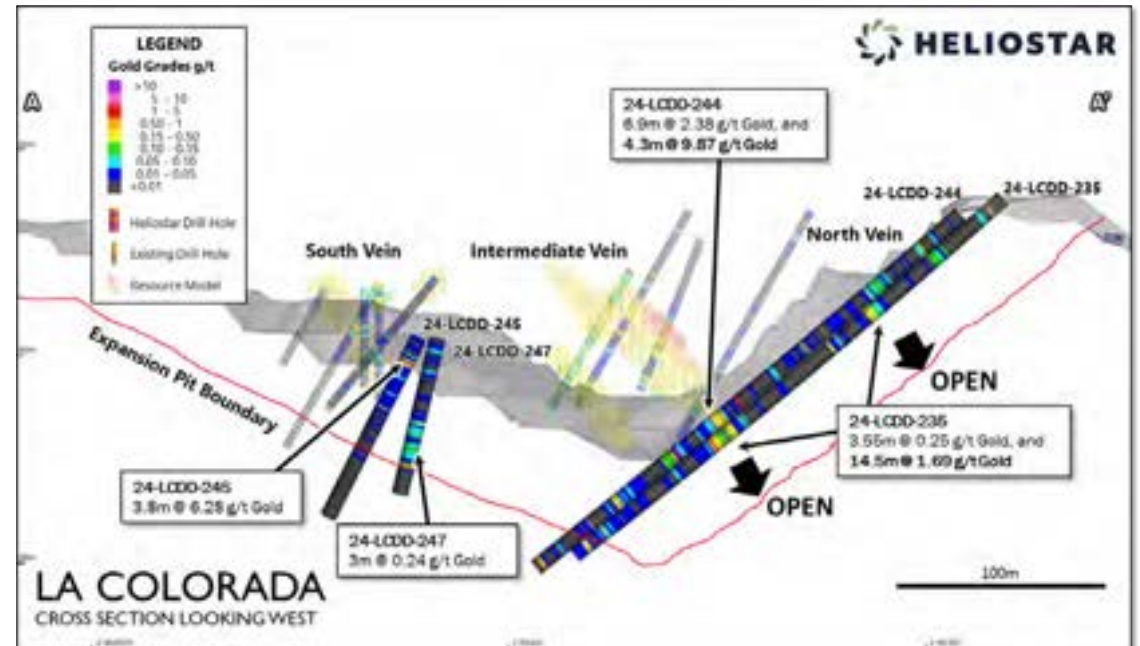 LEGEND
Gold Grades g/t
>10
5 - 10
1 - 5
0.50 - 1
0.15 - 0.50
0.10 - 0.15
0.05 - 0.10
0.01 - 0.05
<0.01
Heliostar Drill Hole
Existing Drill Hole
Resource Model
HELIOSTAR
A
A'
24-LCDD-244
6.9m @ 2.38 g/t Gold, and
4.3m @ 9.87 g/t Gold
24-LCDD-244
24-LCDD-235
South Vein
Intermediate Vein
North Vein
24-LCDD-245
24-LCDD-247
Expansion Pit Boundary
OPEN
24-LCDD-235
3.55m @ 0.25 g/t Gold, and
14.5m @ 1.69 g/t Gold
OPEN
24-LCDD-245
3.8m @ 6.25 g/t Gold
24-LCDD-247
3m @ 0.24 g/t Gold
100m
LA COLORADA
CROSS SECTION LOOKING WEST